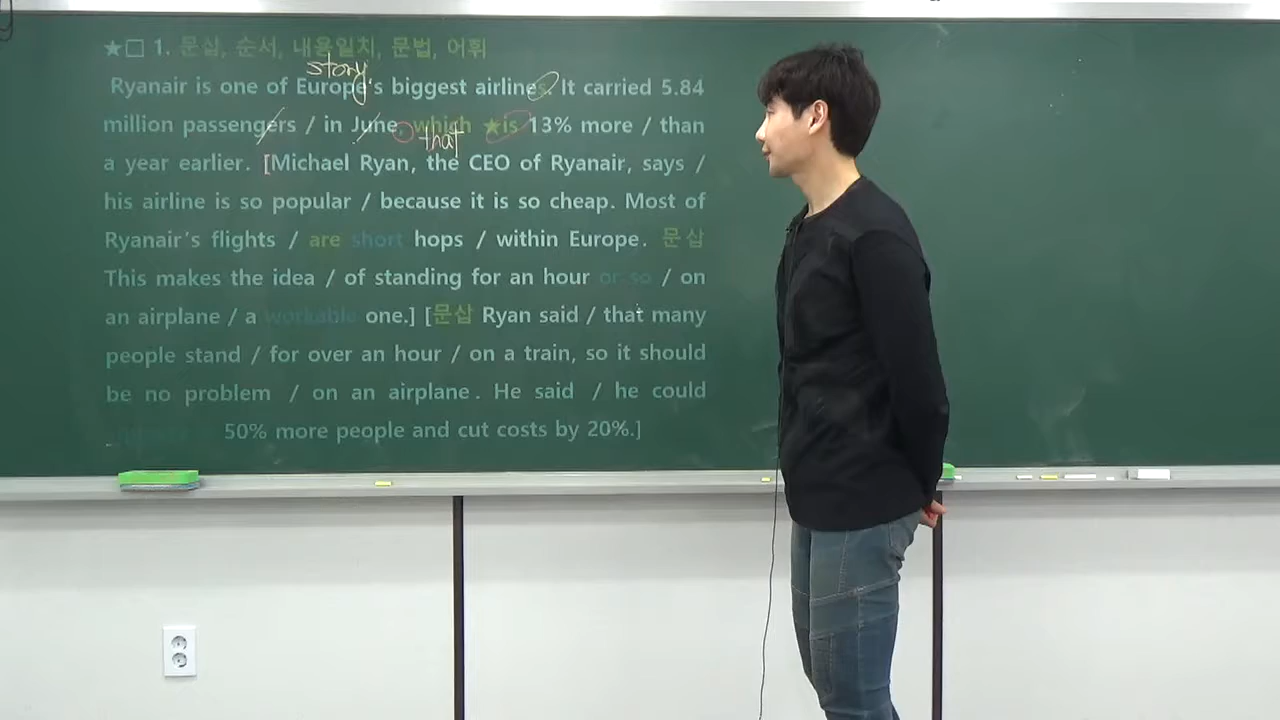 ★□ 1. 문삽, 순서, 내용일치, 문법, 어휘
story
Ryanair is one of Europe's biggest airlines. It carried 5.84
million passengers / in June, which ★is 13% more / than
that
a year earlier. [Michael Ryan, the CEO of Ryanair, says /
his airline is so popular / because it is so cheap. Most of
Ryanair's flights / are short hops / within Europe. 문삽
This makes the idea / of standing for an hour or so / on
an airplane / a workable one.] [문삽 Ryan said / that many
people stand / for over an hour / on a train, so it should
be no problem / on an airplane. He said / he could
50% more people and cut costs by 20%.]